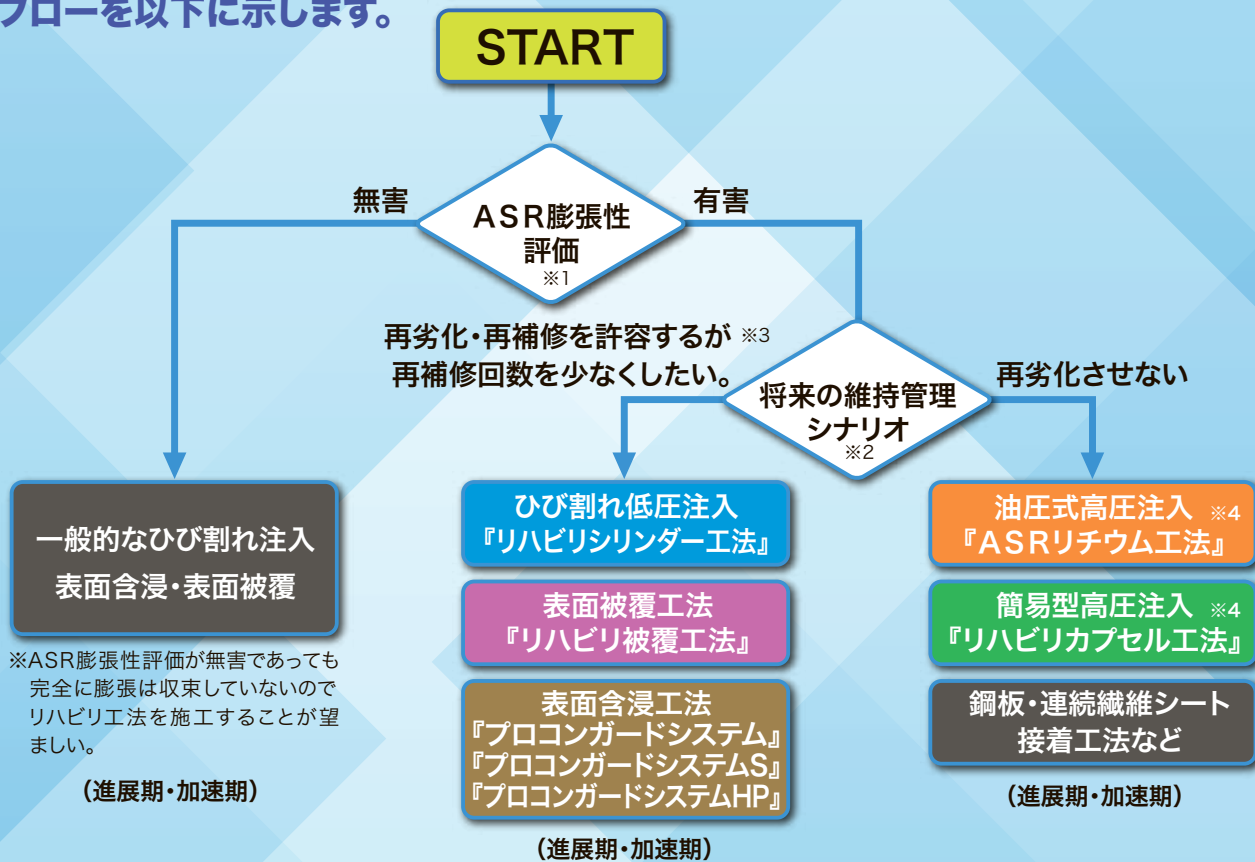 フローを以下に示します。
START
無害
有害
ASR膨張性
評価
※1
再劣化・再補修を許容するが ※3
再補修回数を少なくしたい。
再劣化させない
将来の維持管理
シナリオ
※2
一般的なひび割れ注入
表面含浸・表面被覆
※ASR膨張性評価が無害であっても
完全に膨張は収束していないので
リハビリ工法を施工することが望
ましい。
(進展期・加速期)
ひび割れ低圧注入
『リハビリシリンダー工法』
表面被覆工法
『リハビリ被覆工法』
表面含浸工法
『プロコンガードシステム』
『プロコンガードシステムS』
『プロコンガードシステムHP』
(進展期・加速期)
油圧式高圧注入 ※4
『ASRリチウム工法』
簡易型高圧注入 ※4
『リハビリカプセル工法』
鋼板・連続繊維シート
接着工法など
(進展期・加速期)